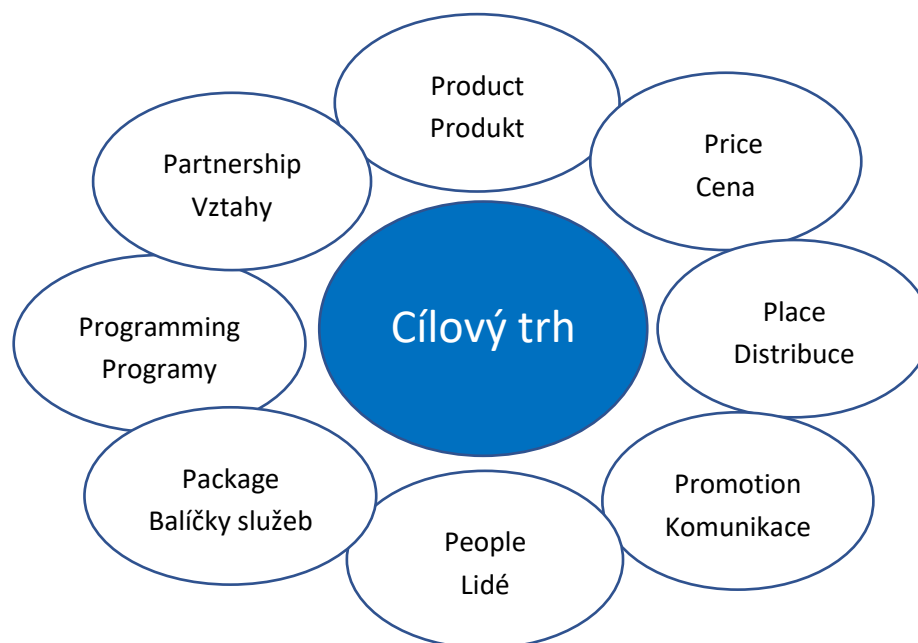 Product
Produkt
Price
Cena
Place
Distribuce
Promotion
Komunikace
People
Lidé
Package
Balíčky služeb
Programming
Programy
Partnership
Vztahy
Cílový trh